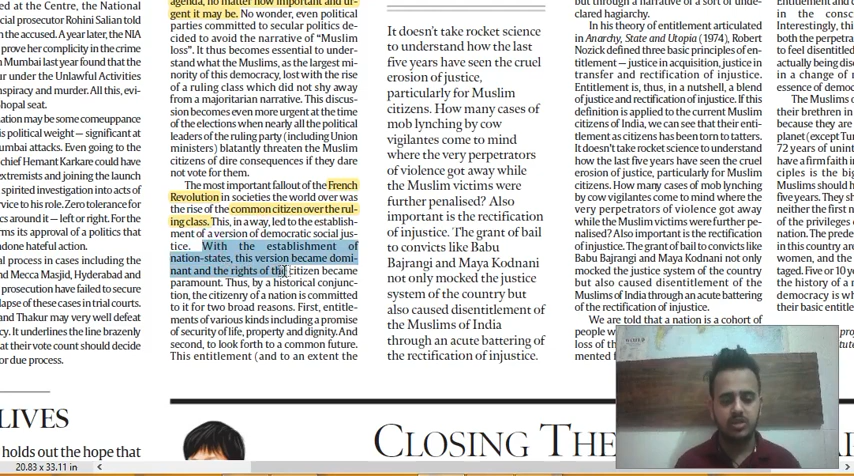 ed at the Centre, the National
cial prosecutor Rohini Salian told
n the accused. A year later, the NIA
prove her complicity in the crime
n Mumbai last year found that the
ur under the Unlawful Activities
nspiracy and murder. All this, evi-
hopal seat.
nation may be some comeuppance
is political weight — significant at
umbai attacks. Even going to the
chief Hemant Karkare could have
extremists and joining the league
spirited investigation into acts of
vice to his role. Zero tolerance for
cs around it — left or right. For the
rms its approval of a politics that
ndone hateful action.
al process in cases including the
nd Mecca Masjid, Hyderabad and
prosecution have failed to secure
lapse of these cases in trial courts.
and Thakur may very well defeat
cy. It underlines the line brazenly
at their vote count should decide
or due process.
LIVES
holds out the hope that
agenda, no matter how important and ur-
gent it may be. No wonder, even political
parties committed to secular politics de-
cided to avoid the narrative of “Muslim
loss”. It thus becomes essential to under-
stand what the Muslims, as the largest mi-
nority of this democracy, lost with the rise
of a ruling class which did not shy away
from a majoritarian narrative. This discus-
sion becomes even more urgent at the time
of the elections when nearly all the political
leaders of the ruling party (including Union
ministers) blatantly threaten the Muslim
citizens of dire consequences if they dare
not vote for them.
The most important fallout of the French
Revolution in societies the world over was
the rise of the common citizen over the rul-
ing class. This, in a way, led to the establish-
ment of a version of democratic social jus-
tice. With the establishment of
nation-states, this version became domi-
nant and the rights of the citizen became
paramount. Thus, by a historical conjunc-
tion, the citizenry of a nation is committed
to it for two broad reasons. First, entitle-
ments of various kinds including a promise
of security of life, property and dignity. And
second, to look forth to a common future.
This entitlement (and to an extent the
It doesn't take rocket science
to understand how the last
five years have seen the cruel
erosion of justice,
particularly for Muslim
citizens. How many cases of
mob lynching by cow
vigilantes come to mind
where the very perpetrators
of violence got away while
the Muslim victims were
further penalised? Also
important is the rectification
of injustice. The grant of bail
to convicts like Babu
Bajrangi and Maya Kodnani
not only mocked the justice
system of the country but
also caused disentitlement of
the Muslims of India
through an acute battering of
the rectification of injustice.
but through a narrative of a sort of unde-
clared hagiarchy.
In his theory of entitlement articulated
in Anarchy, State and Utopia (1974), Robert
Nozick defined three basic principles of en-
titlement — justice in acquisition, justice in
transfer and rectification of injustice.
Entitlement is, thus, in a nutshell, a blend
of justice and rectification of injustice. If this
definition is applied to the current Muslim
citizens of India, we can see that their enti-
tlement as citizens has been torn to tatters.
It doesn't take rocket science to understand
how the last five years have seen the cruel
erosion of justice, particularly for Muslim
citizens. How many cases of mob lynching
by cow vigilantes come to mind where the
very perpetrators of violence got away
while the Muslim victims were further pe-
nalised? Also important is the rectification
of injustice. The grant of bail to convicts like
Babu Bajrangi and Maya Kodnani not only
mocked the justice system of the country
but also caused disentitlement of the
Muslims of India through an acute battering
of the rectification of injustice.
We are told that a nation is a cohort of
people w
loss of th
mented f
Entitlement and
in the conse
Interestingly, thi
both the perpetra
to feel disentitled
actually being dis
in a change of r
essence of democ
The Muslims o
their brethren in
because they are
planet (except Tur
72 years of unint
have a firm faith in
ciples is the big
Muslims should h
five years. They sh
neither the first n
of the privileges o
nation. The prede
in this country are
women, and the
taged. Five or 10 y
the history of a n
democracy is wh
their basic entitle
CLOSING THE
20.83 x 33.11 in